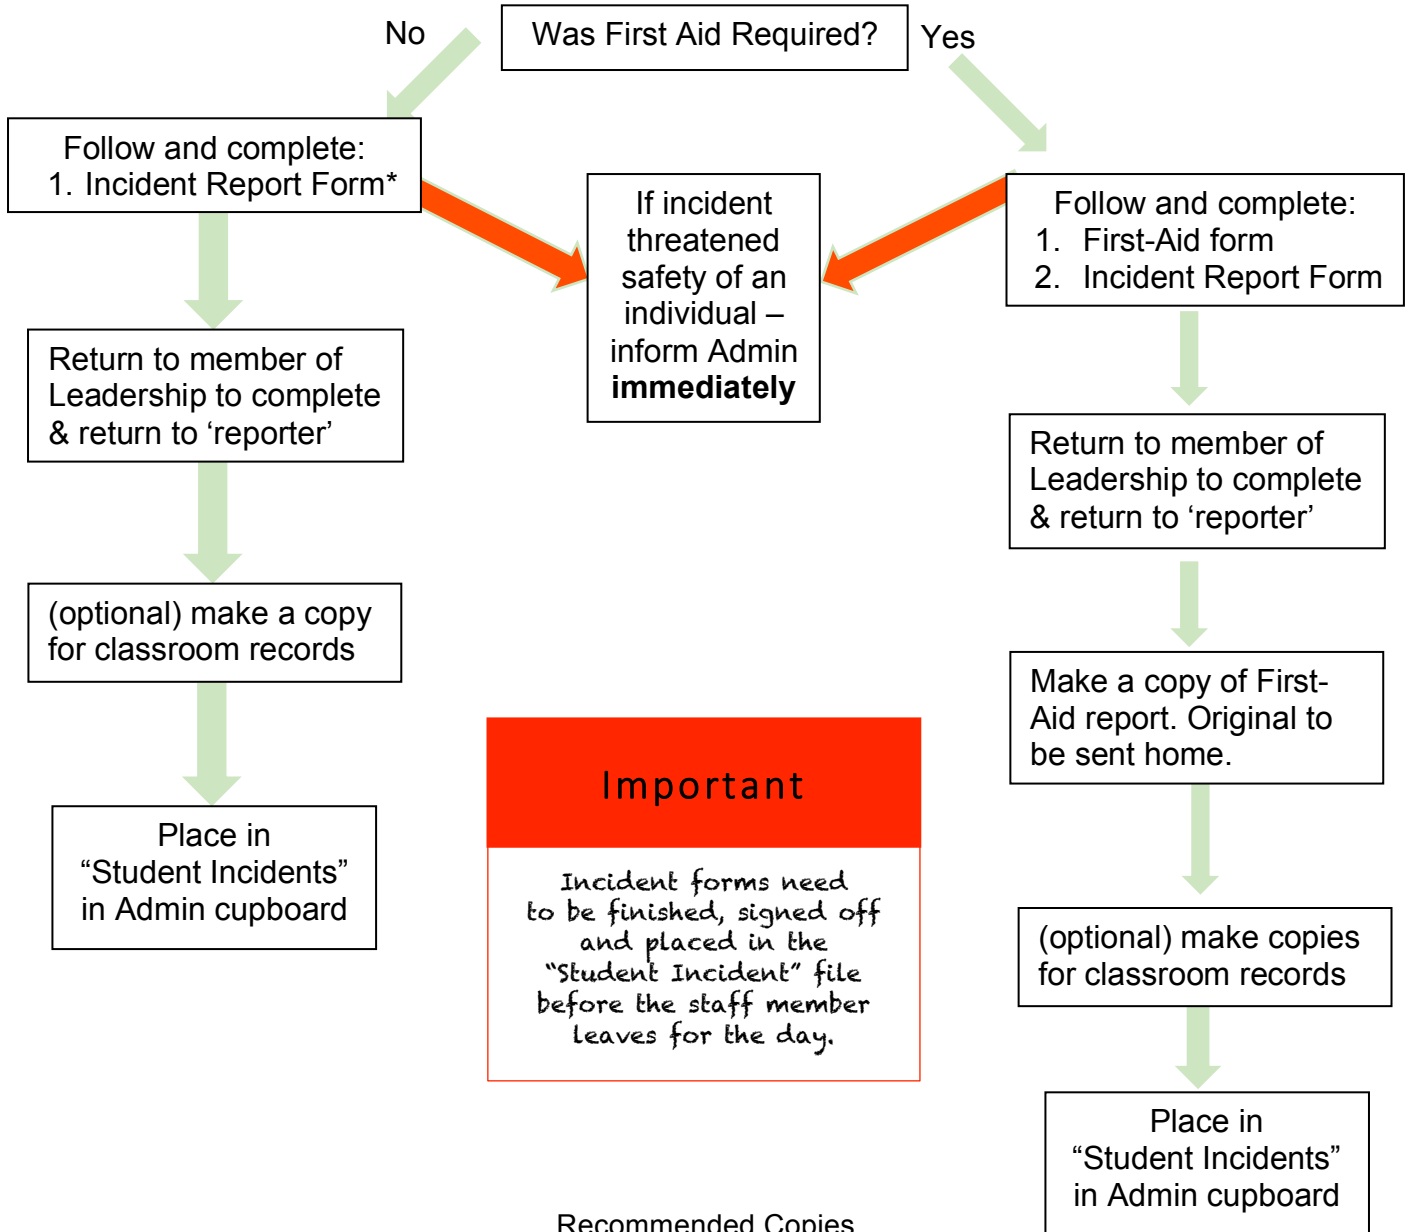 No
Was First Aid Required?
Yes
Follow and complete:
1. Incident Report Form*
If incident
threatened
safety of an
individual –
inform Admin
immediately
Follow and complete:
1. First-Aid form
2. Incident Report Form
Return to member of
Leadership to complete
& return to ‘reporter’
Return to member of
Leadership to complete
& return to ‘reporter’
(optional) make a copy
for classroom records
Make a copy of First-
Aid report. Original to
be sent home.
Place in
“Student Incidents”
in Admin cupboard
Important
Incident forms need
to be finished, signed off
and placed in the
“Student Incident” file
before the staff member
leaves for the day.
(optional) make copies
for classroom records
Place in
“Student Incidents”
in Admin cupboard
Recommended Copies